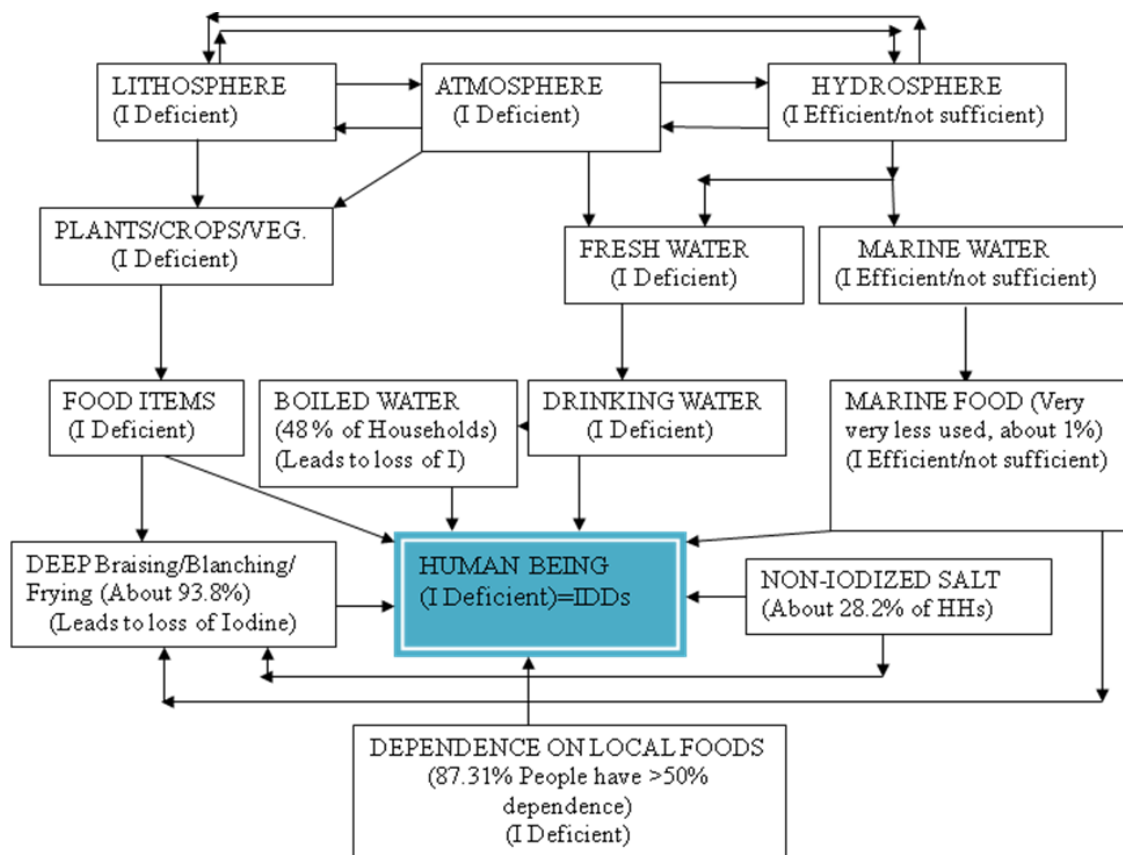 LITHOSPHERE
(I Deficient)
ATMOSPHERE
(I Deficient)
HYDROSPHERE
(I Efficient/not sufficient)
PLANTS/CROPS/VEG.
(I Deficient)
FRESH WATER
(I Deficient)
MARINE WATER
(I Efficient/not sufficient)
FOOD ITEMS
(I Deficient)
BOILED WATER
(48% of Households)
(Leads to loss of I)
DRINKING WATER
(I Deficient)
MARINE FOOD (Very
very less used, about 1%)
(I Efficient/not sufficient)
DEEP Braising/Blanching/
Frying (About 93.8%)
(Leads to loss of Iodine)
HUMAN BEING
(I Deficient)=IDDs
NON-IODIZED SALT
(About 28.2% of HHs)
DEPENDENCE ON LOCAL FOODS
(87.31% People have >50%
dependence)
(I Deficient)